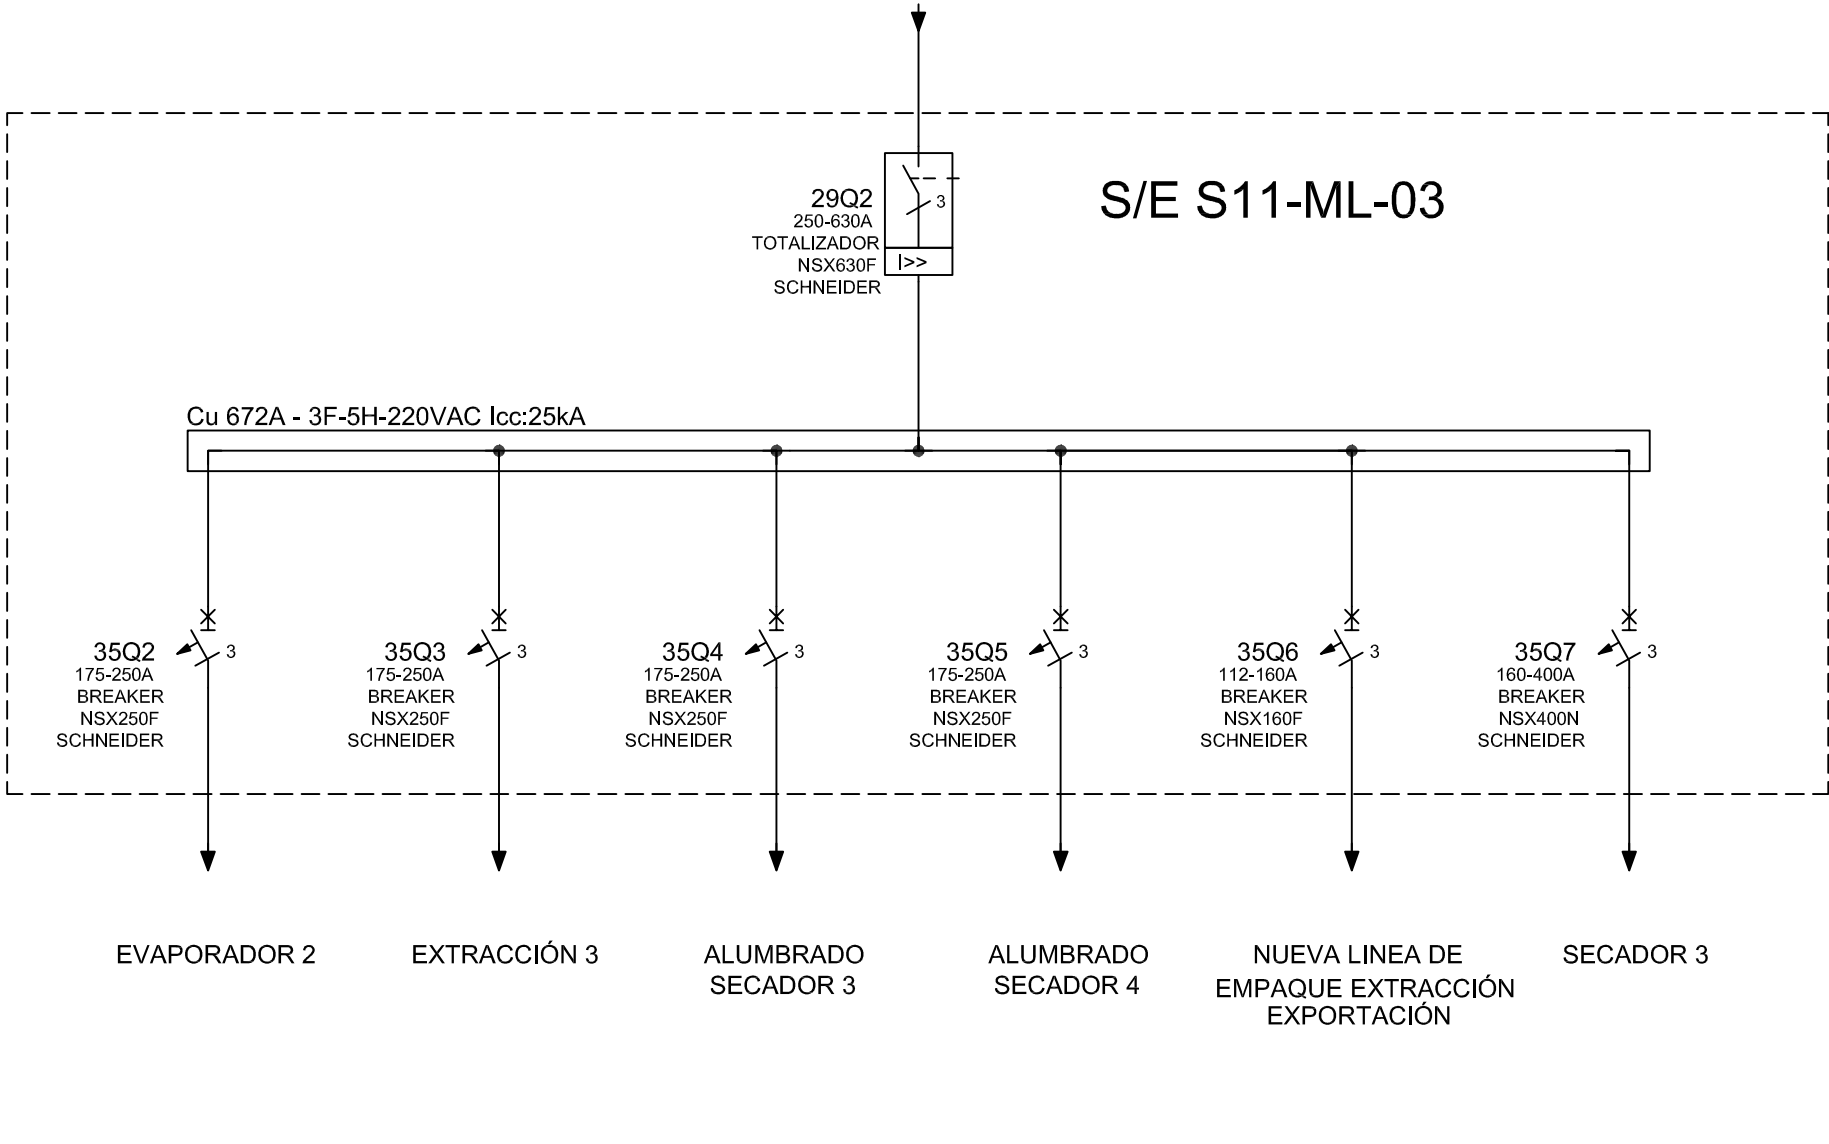 S/E S11-ML-03
29Q2
250-630A
TOTALIZADOR
NSX630F
SCHNEIDER
3
I>>
Cu 672A - 3F-5H-220VAC Icc:25kA
35Q2
175-250A
BREAKER
NSX250F
SCHNEIDER
3
35Q3
175-250A
BREAKER
NSX250F
SCHNEIDER
3
35Q4
175-250A
BREAKER
NSX250F
SCHNEIDER
3
35Q5
175-250A
BREAKER
NSX250F
SCHNEIDER
3
35Q6
112-160A
BREAKER
NSX160F
SCHNEIDER
3
35Q7
160-400A
BREAKER
NSX400N
SCHNEIDER
3
EVAPORADOR 2
EXTRACCIÓN 3
ALUMBRADO
SECADOR 3
ALUMBRADO
SECADOR 4
NUEVA LINEA DE
EMPAQUE EXTRACCIÓN
EXPORTACIÓN
SECADOR 3